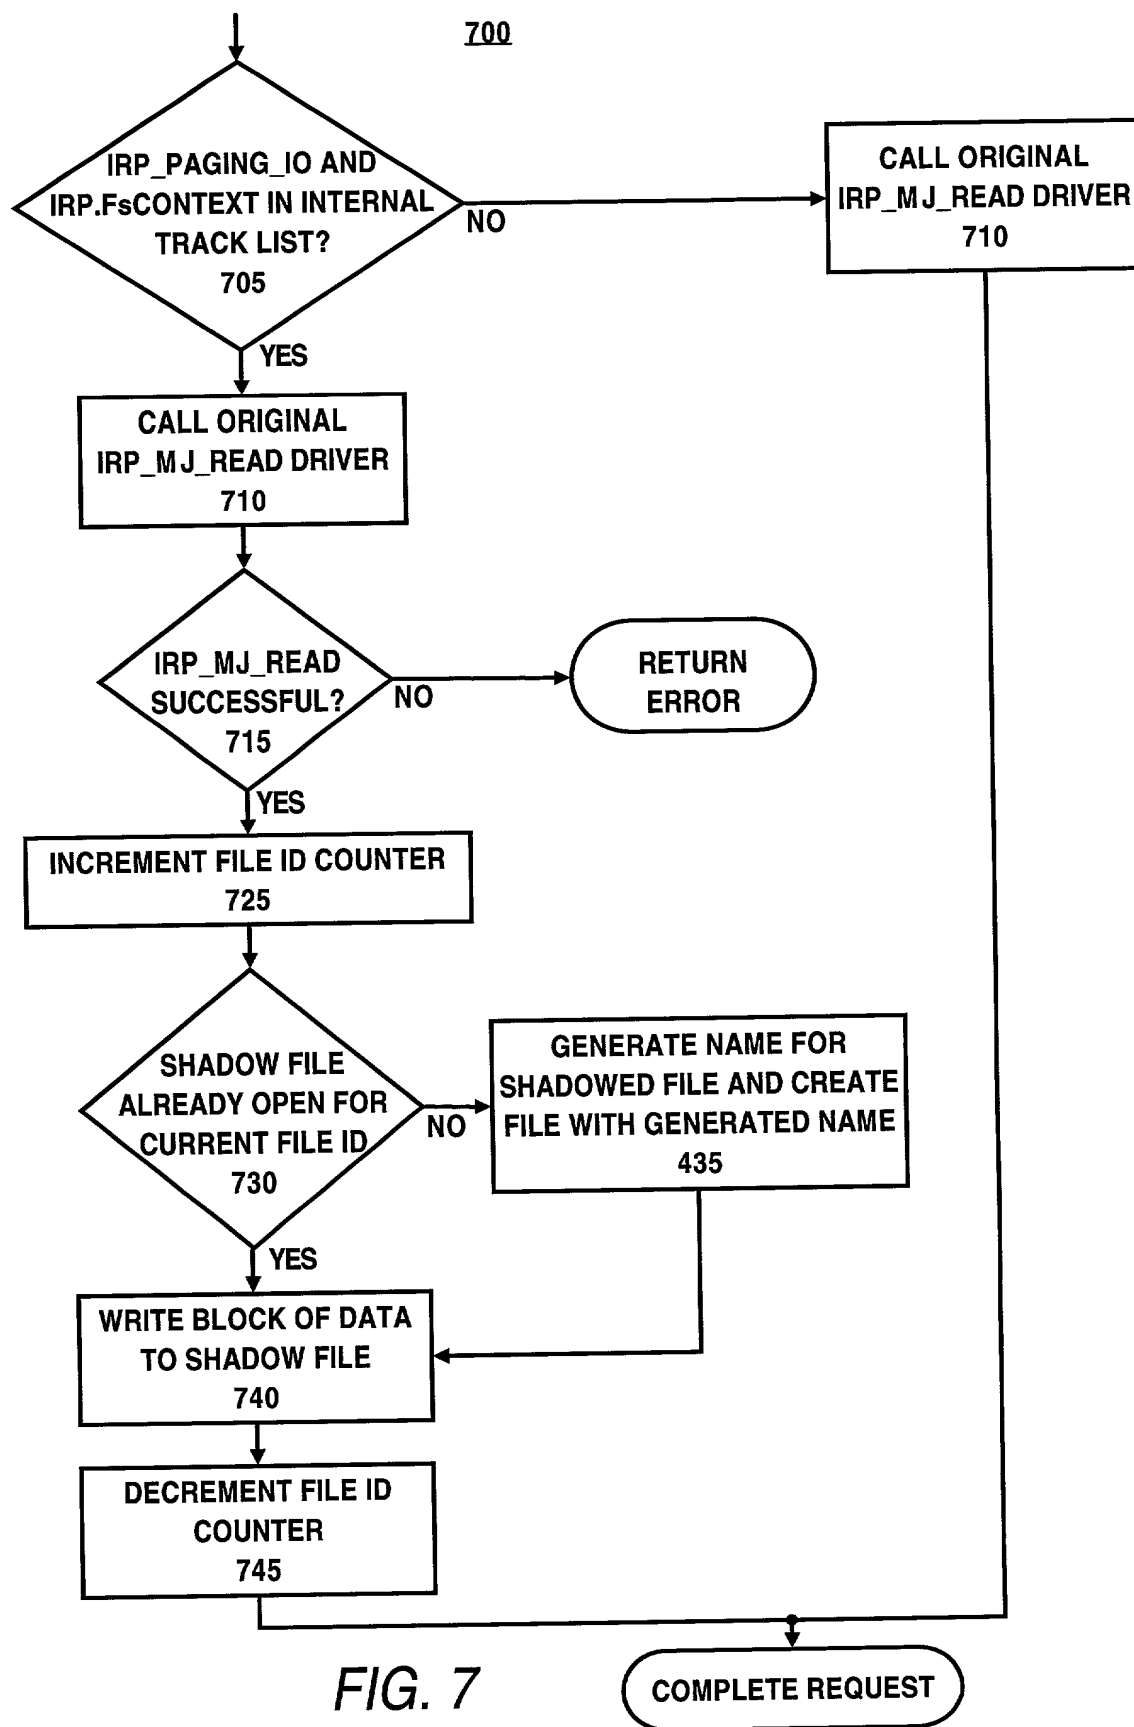 700
IRP_PAGING_IO AND
IRP.FsCONTEXT IN INTERNAL
TRACK LIST?
705
NO
CALL ORIGINAL
IRP_MJ_READ DRIVER
710
YES
CALL ORIGINAL
IRP_MJ_READ DRIVER
710
IRP_MJ_READ
SUCCESSFUL?
715
NO
RETURN
ERROR
YES
INCREMENT FILE ID COUNTER
725
SHADOW FILE
ALREADY OPEN FOR
CURRENT FILE ID
730
NO
GENERATE NAME FOR
SHADOWED FILE AND CREATE
FILE WITH GENERATED NAME
435
YES
WRITE BLOCK OF DATA
TO SHADOW FILE
740
DECREMENT FILE ID
COUNTER
745
COMPLETE REQUEST
FIG. 7